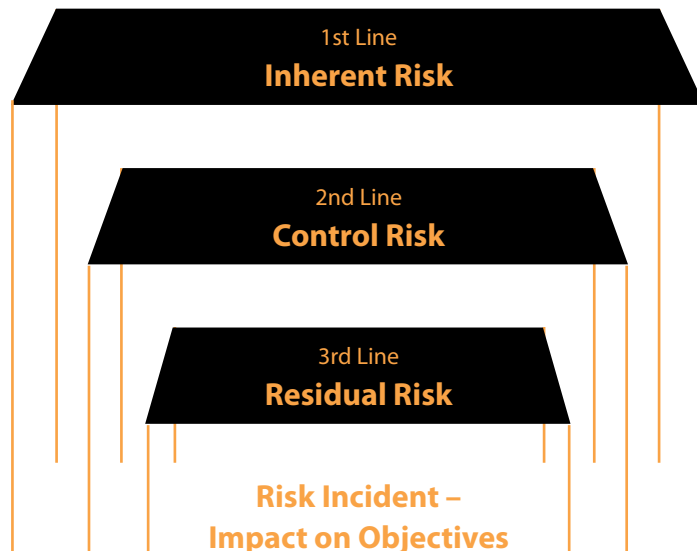 1st Line
Inherent Risk
2nd Line
Control Risk
3rd Line
Residual Risk
Risk Incident –
Impact on Objectives